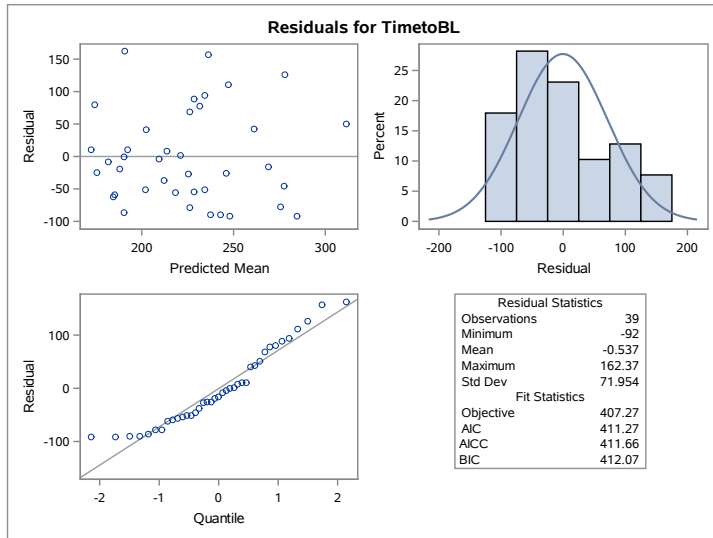 Residuals for TimetoBL
150
100
50
0
-50
-100
Residual
200
250
300
Predicted Mean
25
20
15
10
5
0
Percent
-200
-100
0
100
200
Residual
100
0
-100
Residual
-2
-1
0
1
2
Quantile
Residual Statistics
Observations 39
Minimum -92
Mean -0.537
Maximum 162.37
Std Dev 71.954
Fit Statistics
Objective 407.27
AIC 411.27
AICC 411.66
BIC 412.07